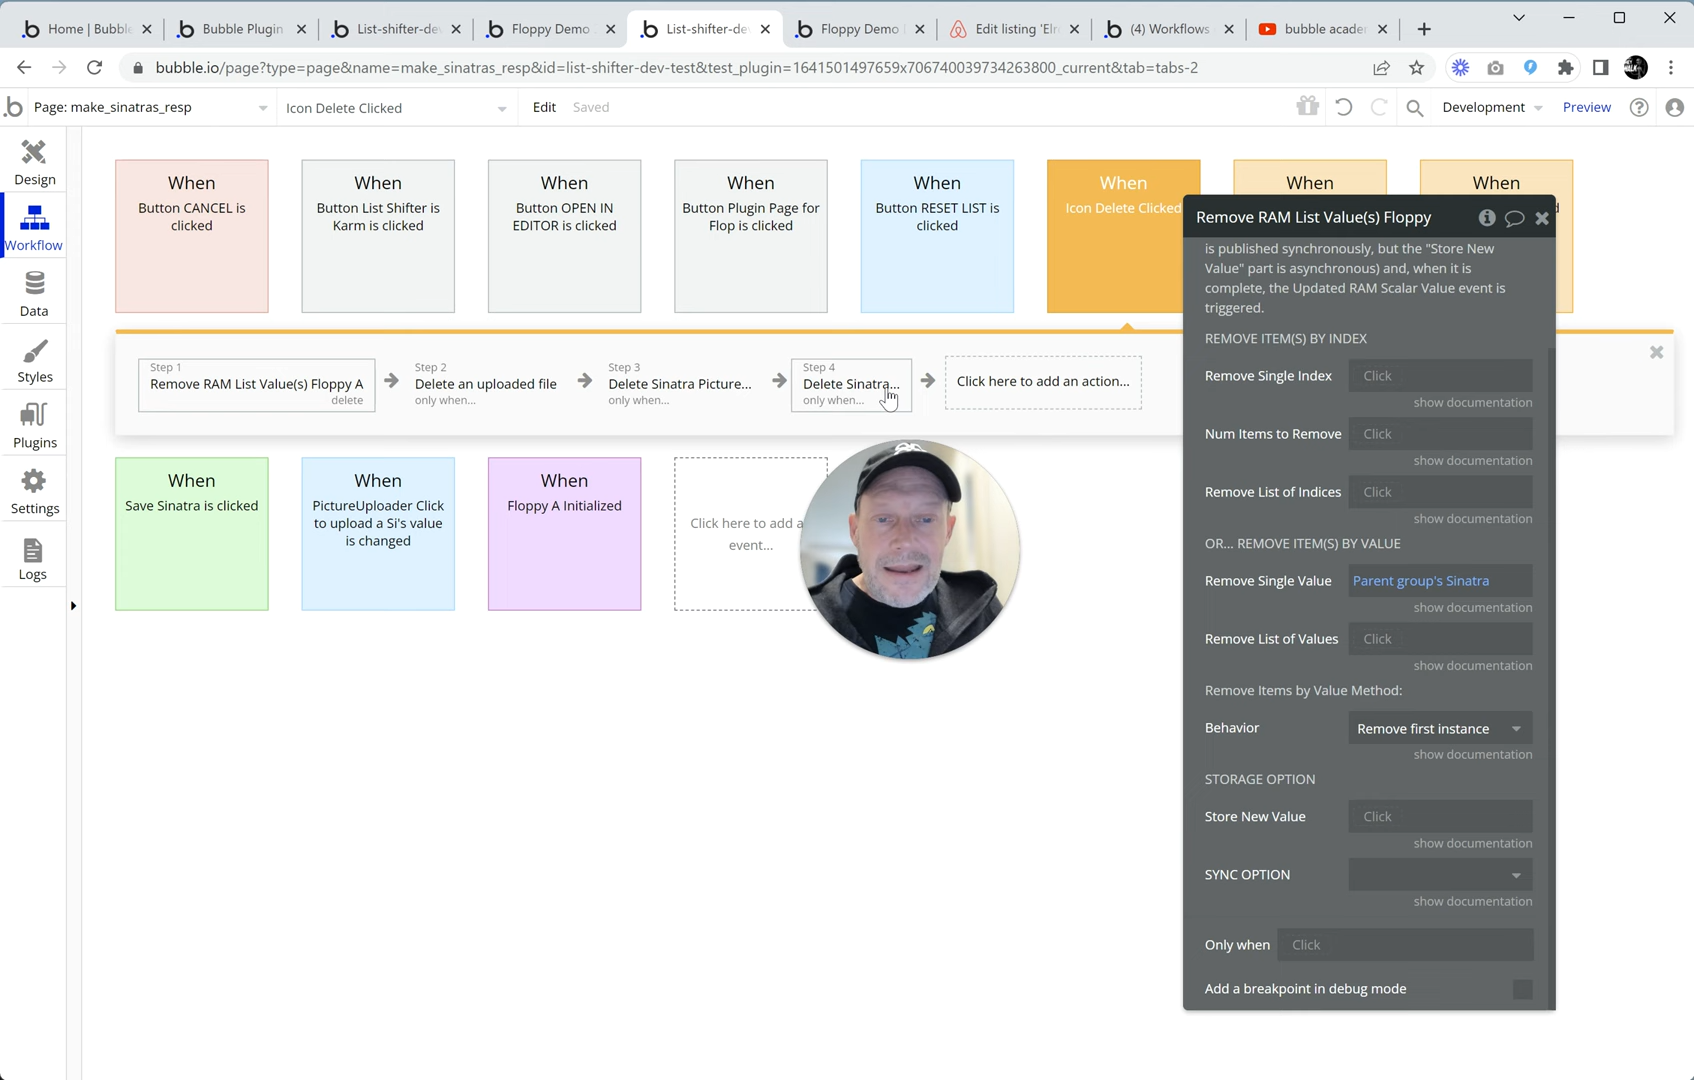 Home | Bubble
Bubble Plugin
List-shifter-de
Floppy Demo
List-shifter-de
Floppy Demo
Edit listing 'Elr
(4) Workflows
bubble acade
bubble.io/page?type=page&name=make_sinatras_resp&id=list-shifter-dev-test&test_plugin=1641501497659x706740039734263800_current&tab=tabs-2
Page: make_sinatras_resp
Icon Delete Clicked
Edit
Saved
Development
Preview
Design
Workflow
Data
Styles
Plugins
Settings
Logs
When
Button CANCEL is
clicked
When
Button List Shifter is
Karm is clicked
When
Button OPEN IN
EDITOR is clicked
When
Button Plugin Page for
Flop is clicked
When
Button RESET LIST is
clicked
When
Icon Delete Clicked
When
When
Step 1
Remove RAM List Value(s) Floppy A
delete
Step 2
Delete an uploaded file
only when...
Step 3
Delete Sinatra Picture...
only when...
Step 4
Delete Sinatra...
only when...
Click here to add an action...
When
Save Sinatra is clicked
When
PictureUploader Click
to upload a Si's value
is changed
When
Floppy A Initialized
Click here to add a
event...
Remove RAM List Value(s) Floppy
is published synchronously, but the "Store New
Value" part is asynchronous) and, when it is
complete, the Updated RAM Scalar Value event is
triggered.
REMOVE ITEM(S) BY INDEX
Remove Single Index Click
show documentation
Num Items to Remove Click
show documentation
Remove List of Indices Click
show documentation
OR... REMOVE ITEM(S) BY VALUE
Remove Single Value Parent group's Sinatra
show documentation
Remove List of Values Click
show documentation
Remove Items by Value Method:
Behavior Remove first instance
show documentation
STORAGE OPTION
Store New Value Click
show documentation
SYNC OPTION
show documentation
Only when Click
Add a breakpoint in debug mode